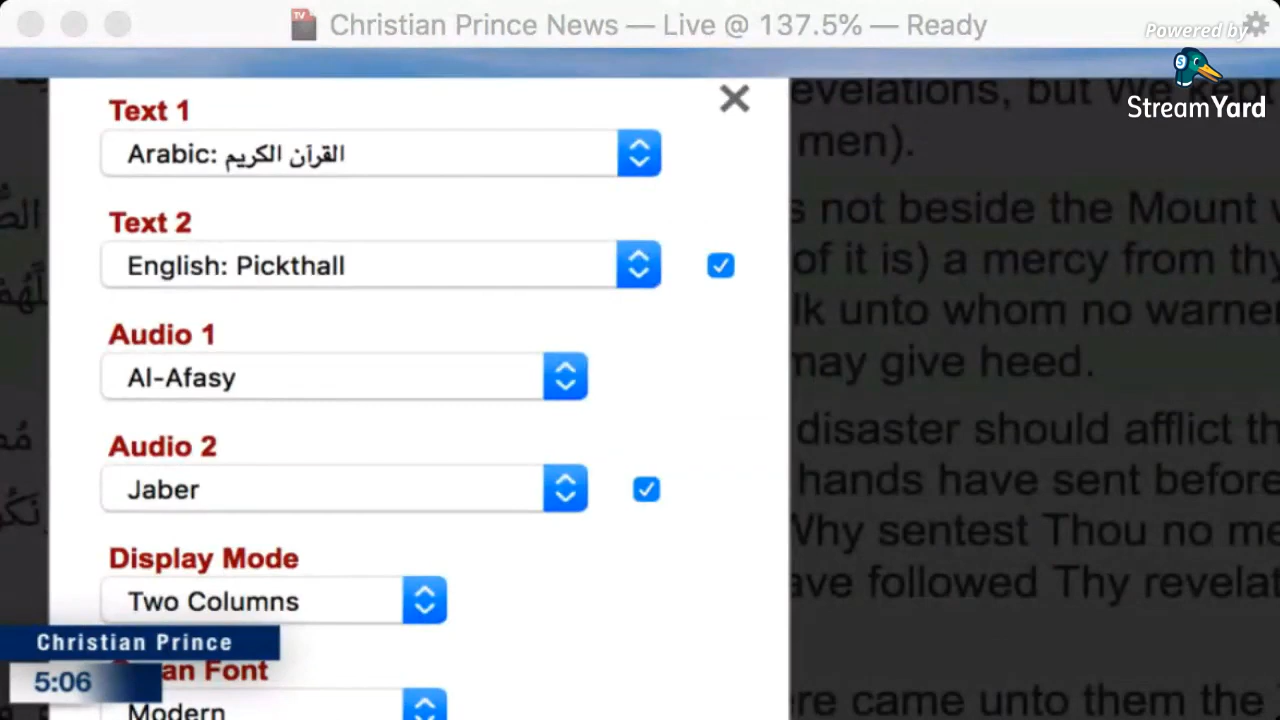 Christian Prince News — Live @ 137.5% — Ready
Powered by
StreamYard
Text 1
Arabic: القرآن الكريم
Text 2
English: Pickthall
Audio 1
Al-Afasy
Audio 2
Jaber
Display Mode
Two Columns
an Font
Modern
evelations, but We kept
men).
s not beside the Mount
of it is) a mercy from thy
lk unto whom no warne
may give heed.
disaster should afflict th
hands have sent before
Why sentest Thou no me
ave followed Thy revelat
re came unto them the
Christian Prince
5:06